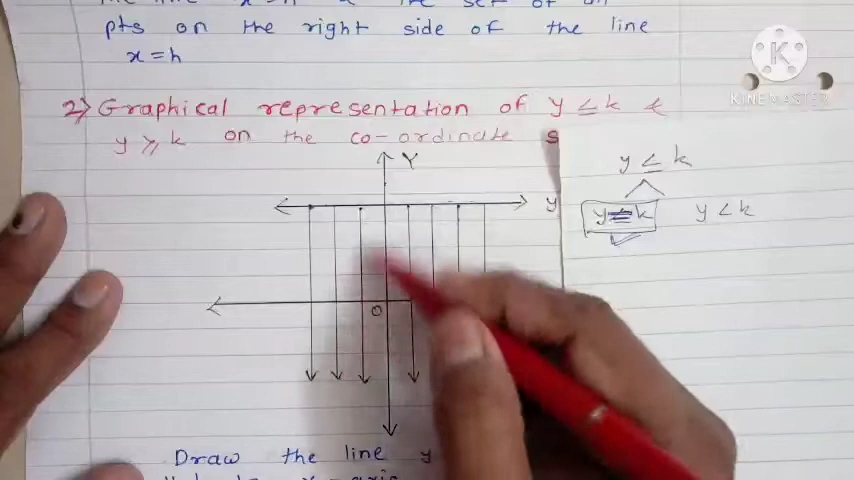 pts on the right side of the line
x = h
2) Graphical representation of y ≤ k &
y ≥ k on the co-ordinate s
Y
y
O
y ≤ k
y = k y < k
Draw the line y
K
KINEMASTER